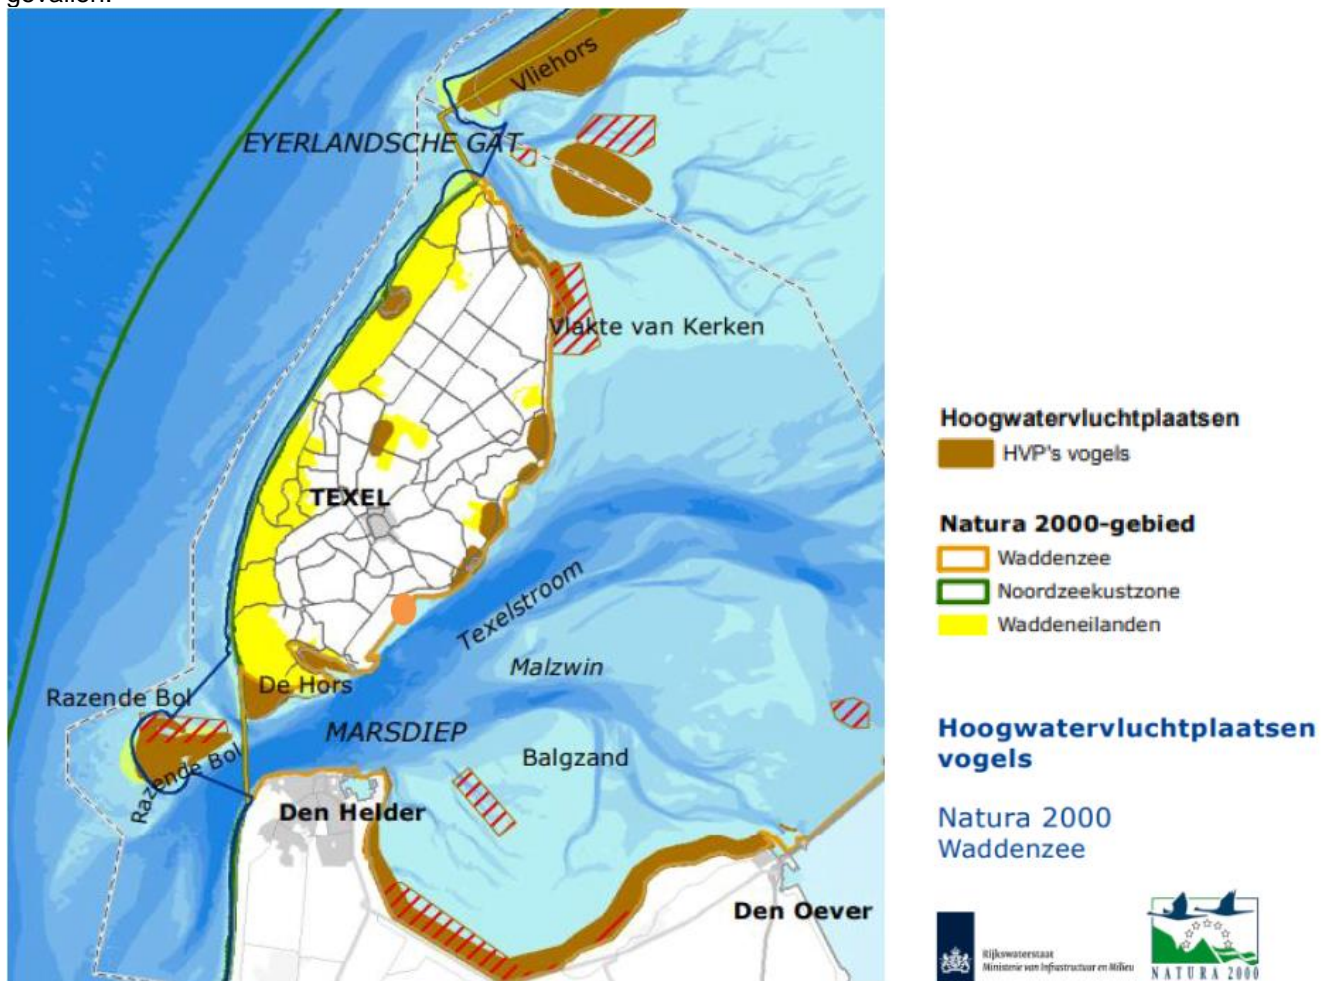 gevallen.
Vliehors
EYERLANDSCHE GAT
Vlakte van Kerken
TEXEL
Texelstroom
Malzwin
De Hors
Razende Bol
MARSDIEP
Razende Bol
Balgzand
Den Helder
Den Oever
Hoogwatervluchtplaatsen
HVP's vogels
Natura 2000-gebied
Waddenzee
Noordzeekustzone
Waddeneilanden
Hoogwatervluchtplaatsen
vogels
Natura 2000
Waddenzee
Rijkswaterstaat
Ministerie van Infrastructuur en Milieu
NATURA 2000